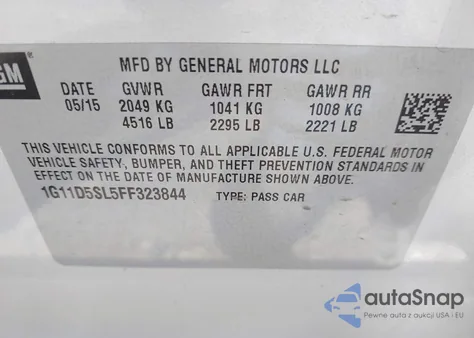 GM
MFD BY GENERAL MOTORS LLC
DATE GVWR GAWR FRT GAWR RR
05/15 2049 KG 1041 KG 1008 KG
4516 LB 2295 LB 2221 LB
THIS VEHICLE CONFORMS TO ALL APPLICABLE U.S. FEDERAL MOTOR
VEHICLE SAFETY, BUMPER, AND THEFT PREVENTION STANDARDS IN
EFFECT ON THE DATE OF MANUFACTURE SHOWN ABOVE.
1G11D5SL5FF323844 TYPE: PASS CAR
autoSnap
Pewne auta z aukcji USA i EU